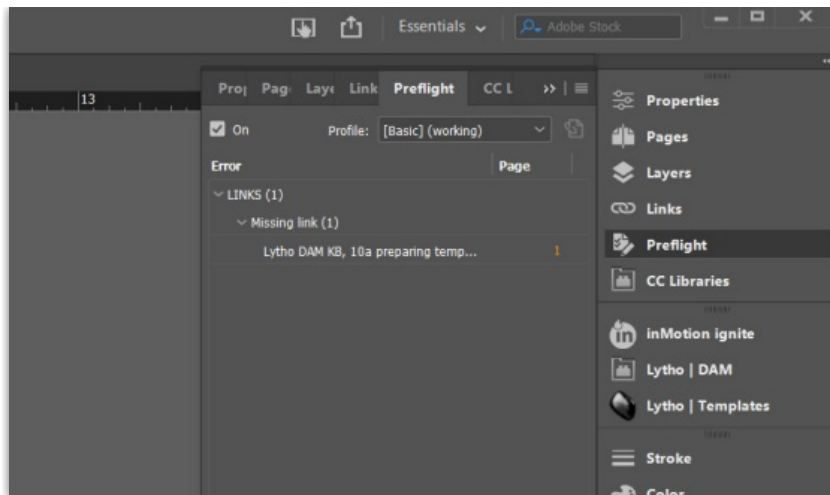 Essentials
Adobe Stock
13
Pro
Pag
Laye
Link
Preflight
CC L
On
Profile: [Basic] (working)
Error Page
LINKS (1)
Missing link (1)
Lytho DAM KB, 10a preparing temp... 1
Properties
Pages
Layers
Links
Preflight
CC Libraries
in
inMotion ignite
Lytho | DAM
Lytho | Templates
Stroke
Color